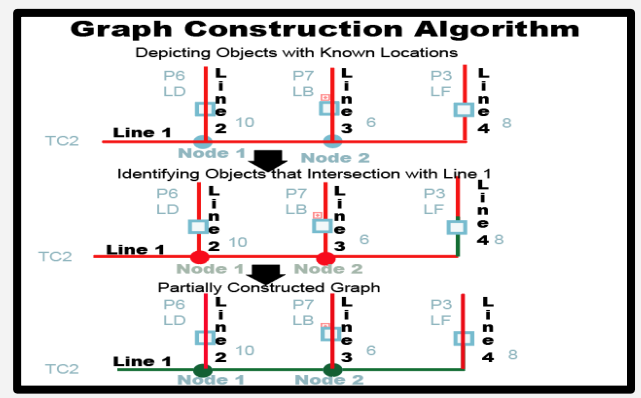 Graph Construction Algorithm
Depicting Objects with Known Locations
P6 Line 2 P7 Line 3 P3 Line 4
LD LB LF
10 6 8
TC2 Line 1
Node 1 Node 2
Identifying Objects that Intersection with Line 1
P6 Line 2 P7 Line 3 P3 Line 4
LD LB LF
10 6 8
TC2 Line 1
Node 1 Node 2
Partially Constructed Graph
P6 Line 2 P7 Line 3 P3 Line 4
LD LB LF
10 6 8
TC2 Line 1
Node 1 Node 2